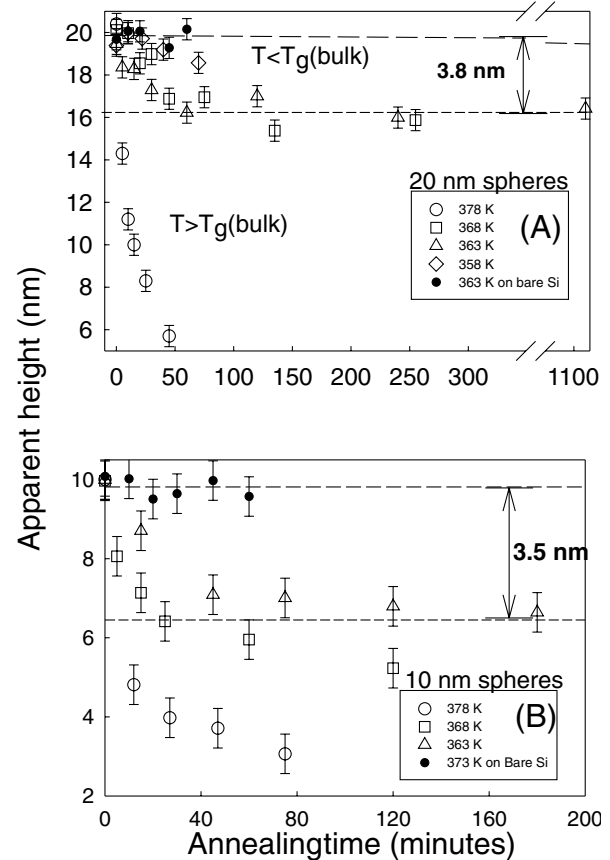 Apparent height (nm)
20
18
16
14
12
10
8
6
T<Tg(bulk)
3.8 nm
T>Tg(bulk)
20 nm spheres
378 K
368 K
363 K
358 K
363 K on bare Si
(A)
0 50 100 150 200 250 300 1100
10
8
6
4
2
3.5 nm
10 nm spheres
378 K
368 K
363 K
373 K on Bare Si
(B)
0 40 80 120 160 200
Annealingtime (minutes)